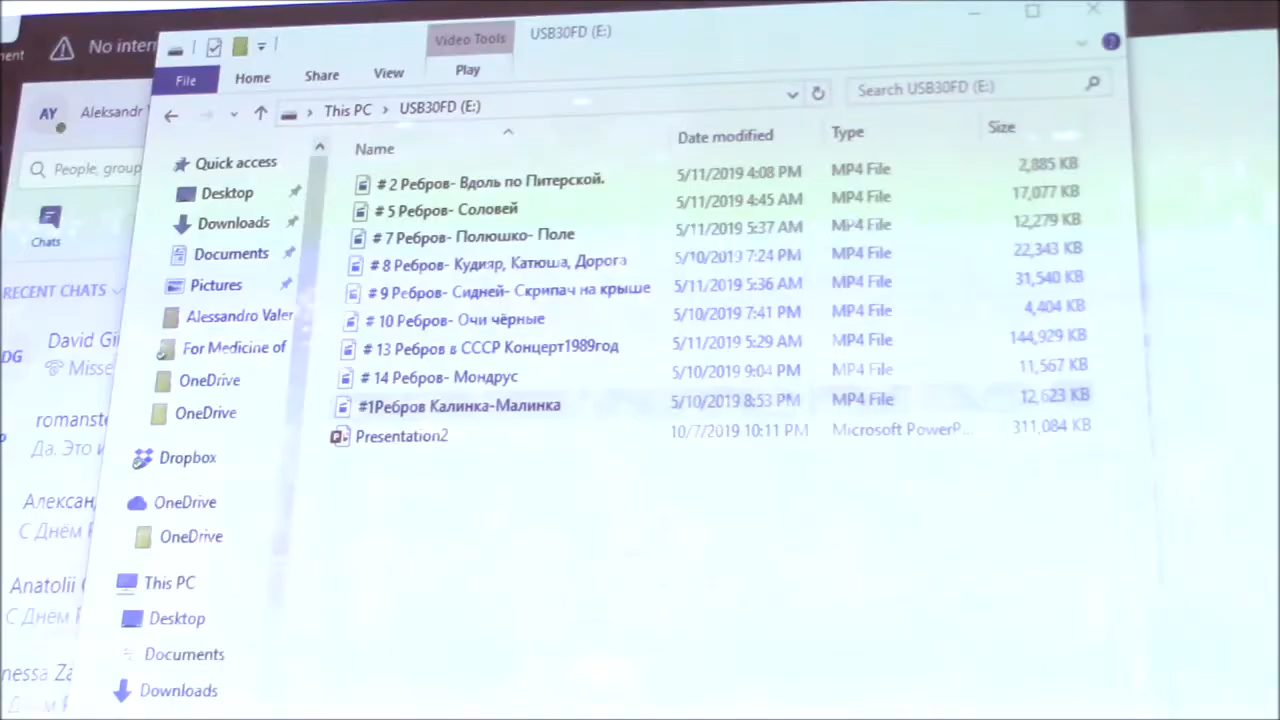 ent
No inter
Video Tools
USB30FD (E:)
File
Home
Share
View
Play
AY
Aleksandr
This PC > USB30FD (E:)
Search USB30FD (E:)
People, group
Chats
RECENT CHATS
DG
David Gi
Misse
romanste
Да. Это и
Алексан
С Днём
Anatolii
С Днём
nessa Za
Quick access
Desktop
Downloads
Documents
Pictures
Alessandro Valer
For Medicine of
OneDrive
OneDrive
Dropbox
OneDrive
OneDrive
This PC
Desktop
Documents
Downloads
Name Date modified Type Size
# 2 Ребров- Вдоль по Питерской. 5/11/2019 4:08 PM MP4 File 2,885 KB
# 5 Ребров- Соловей 5/11/2019 4:45 AM MP4 File 17,077 KB
# 7 Ребров- Полюшко- Поле 5/11/2019 5:37 AM MP4 File 12,279 KB
# 8 Ребров- Кудияр, Катюша, Дорога 5/10/2019 7:24 PM MP4 File 22,343 KB
# 9 Ребров- Сидней- Скрипач на крыше 5/11/2019 5:36 AM MP4 File 31,540 KB
# 10 Ребров- Очи чёрные 5/10/2019 7:41 PM MP4 File 4,404 KB
# 13 Ребров в СССР Концерт1989год 5/11/2019 5:29 AM MP4 File 144,929 KB
# 14 Ребров- Мондрус 5/10/2019 9:04 PM MP4 File 11,567 KB
#1Ребров Калинка-Малинка 5/10/2019 8:53 PM MP4 File 12,623 KB
Presentation2 10/7/2019 10:11 PM Microsoft PowerP... 311,084 KB